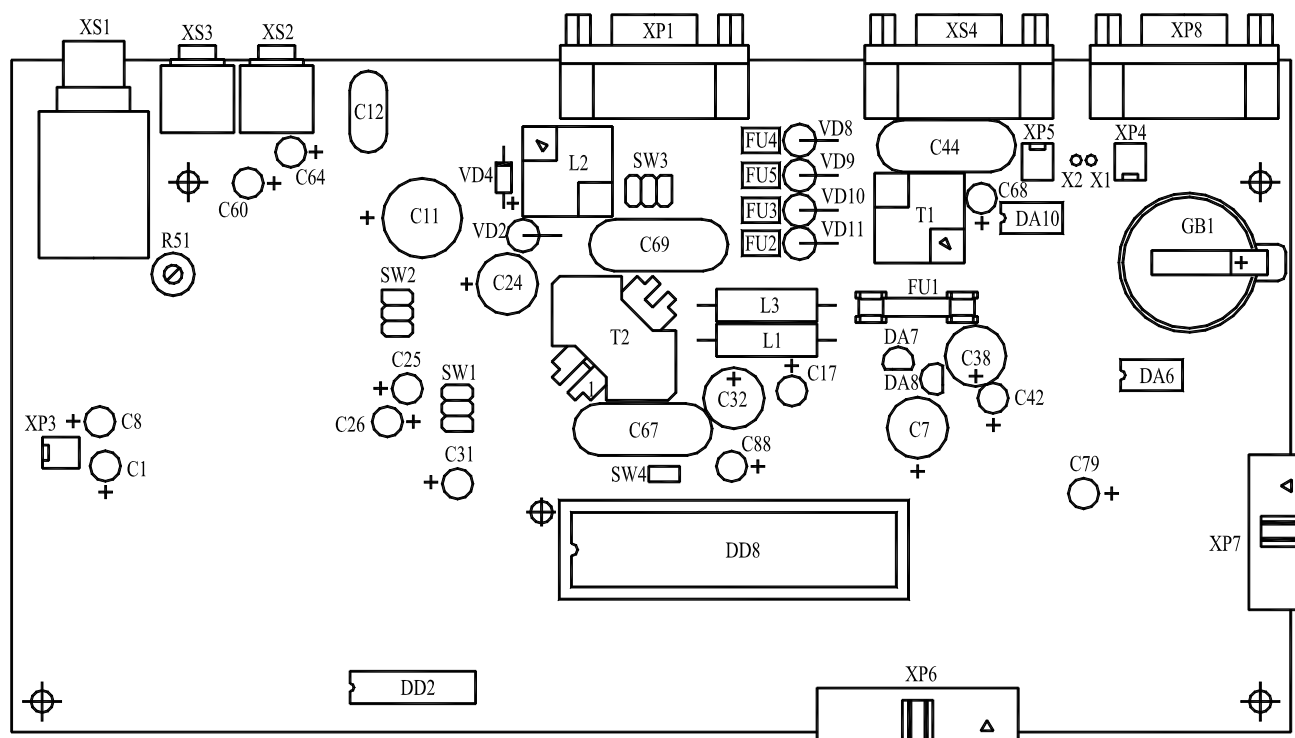 XS1
XS3
XS2
XP1
XS4
XP8
C12
C64
C60
VD4
L2
SW3
FU4
VD8
FU5
VD9
FU3
VD10
FU2
VD11
C44
XP5
X2
X1
XP4
C68
T1
DA10
C11
VD2
C69
GB1
R51
SW2
C24
T2
1
L3
L1
FU1
DA7
DA8
C38
DA6
C25
SW1
C26
C32
C17
C42
XP3
C8
C1
C31
C67
C88
SW4
C7
C79
DD8
XP7
DD2
XP6